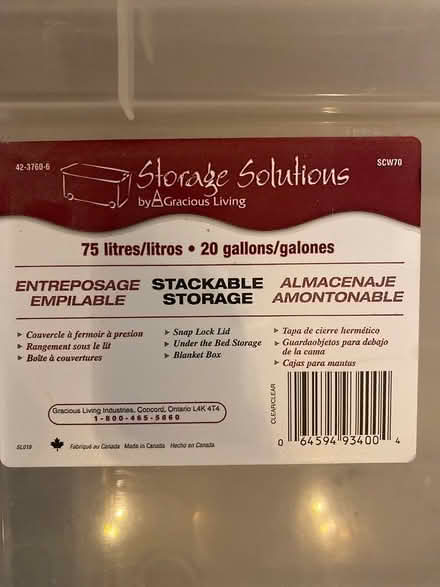 42-3760-6
SCW70
Storage Solutions
by Gracious Living
75 litres/litros • 20 gallons/galones
ENTREPOSAGE
EMPILABLE
STACKABLE
STORAGE
ALMACENAJE
AMONTONABLE
▶ Couvercle à fermoir à presion
▶ Rangement sous le lit
▶ Boîte à couvertures
▶ Snap Lock Lid
▶ Under the Bed Storage
▶ Blanket Box
▶ Tapa de cierre hermético
▶ Guardaobjetos para debajo
de la cama
▶ Cajas para mantas
Gracious Living Industries, Concord, Ontario L4K 4T4
1-800-465-5660
SL019
Fabriqué au Canada Made in Canada Hecho en Canada
CLEAR/CLEAR
0 64594 93400 4